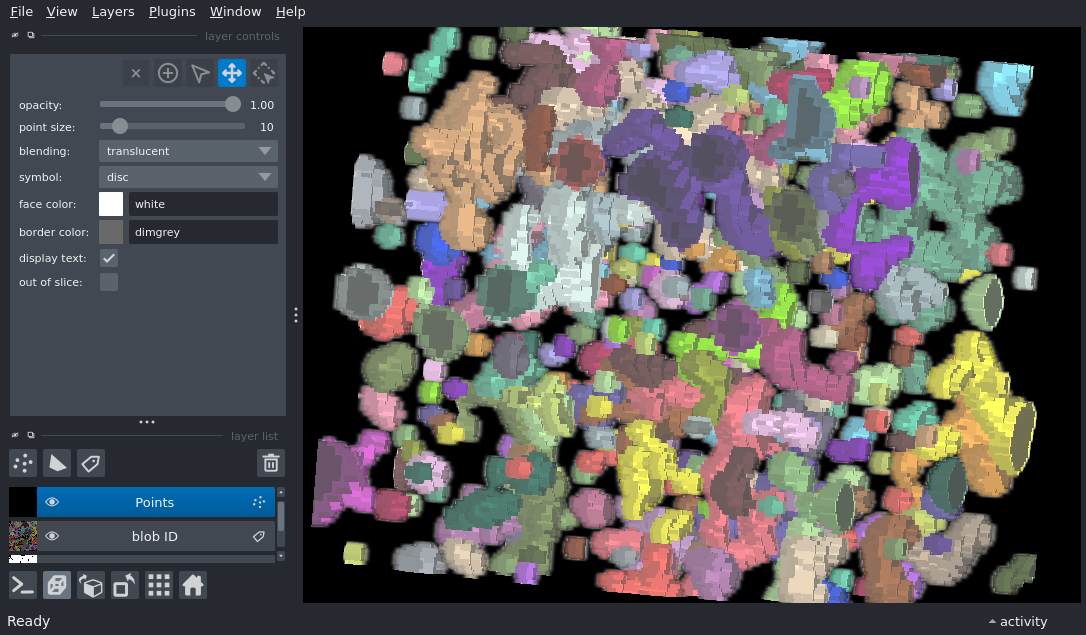 File View Layers Plugins Window Help
layer controls
opacity: 1.00
point size: 10
blending: translucent
symbol: disc
face color: white
border color: dimgrey
display text:
out of slice:
layer list
Points
blob ID
Ready
activity